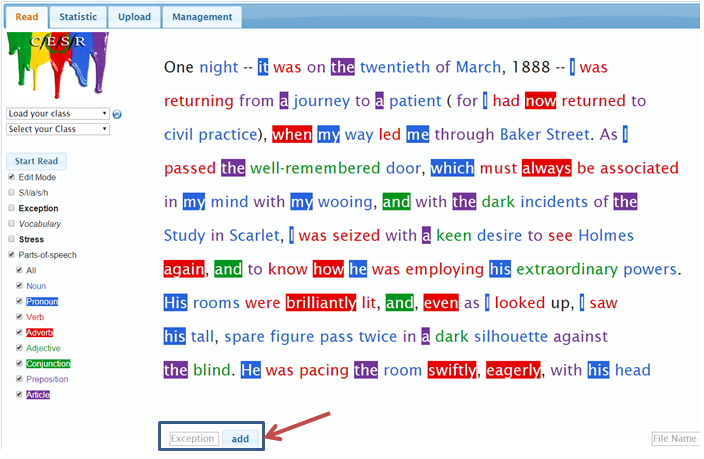 Read Statistic Upload Management
C/E/S/R
Load your class
Select your Class
Start Read
Edit Mode
S/l/a/s/h
Exception
Vocabulary
Stress
Parts-of-speech
All
Noun
Pronoun
Verb
Adverb
Adjective
Conjunction
Preposition
Article
One night -- it was on the twentieth of March, 1888 -- I was
returning from a journey to a patient ( for I had now returned to
civil practice), when my way led me through Baker Street. As I
passed the well-remembered door, which must always be associated
in my mind with my wooing, and with the dark incidents of the
Study in Scarlet, I was seized with a keen desire to see Holmes
again, and to know how he was employing his extraordinary powers.
His rooms were brilliantly lit, and, even as I looked up, I saw
his tall, spare figure pass twice in a dark silhouette against
the blind. He was pacing the room swiftly, eagerly, with his head
Exception add File Name